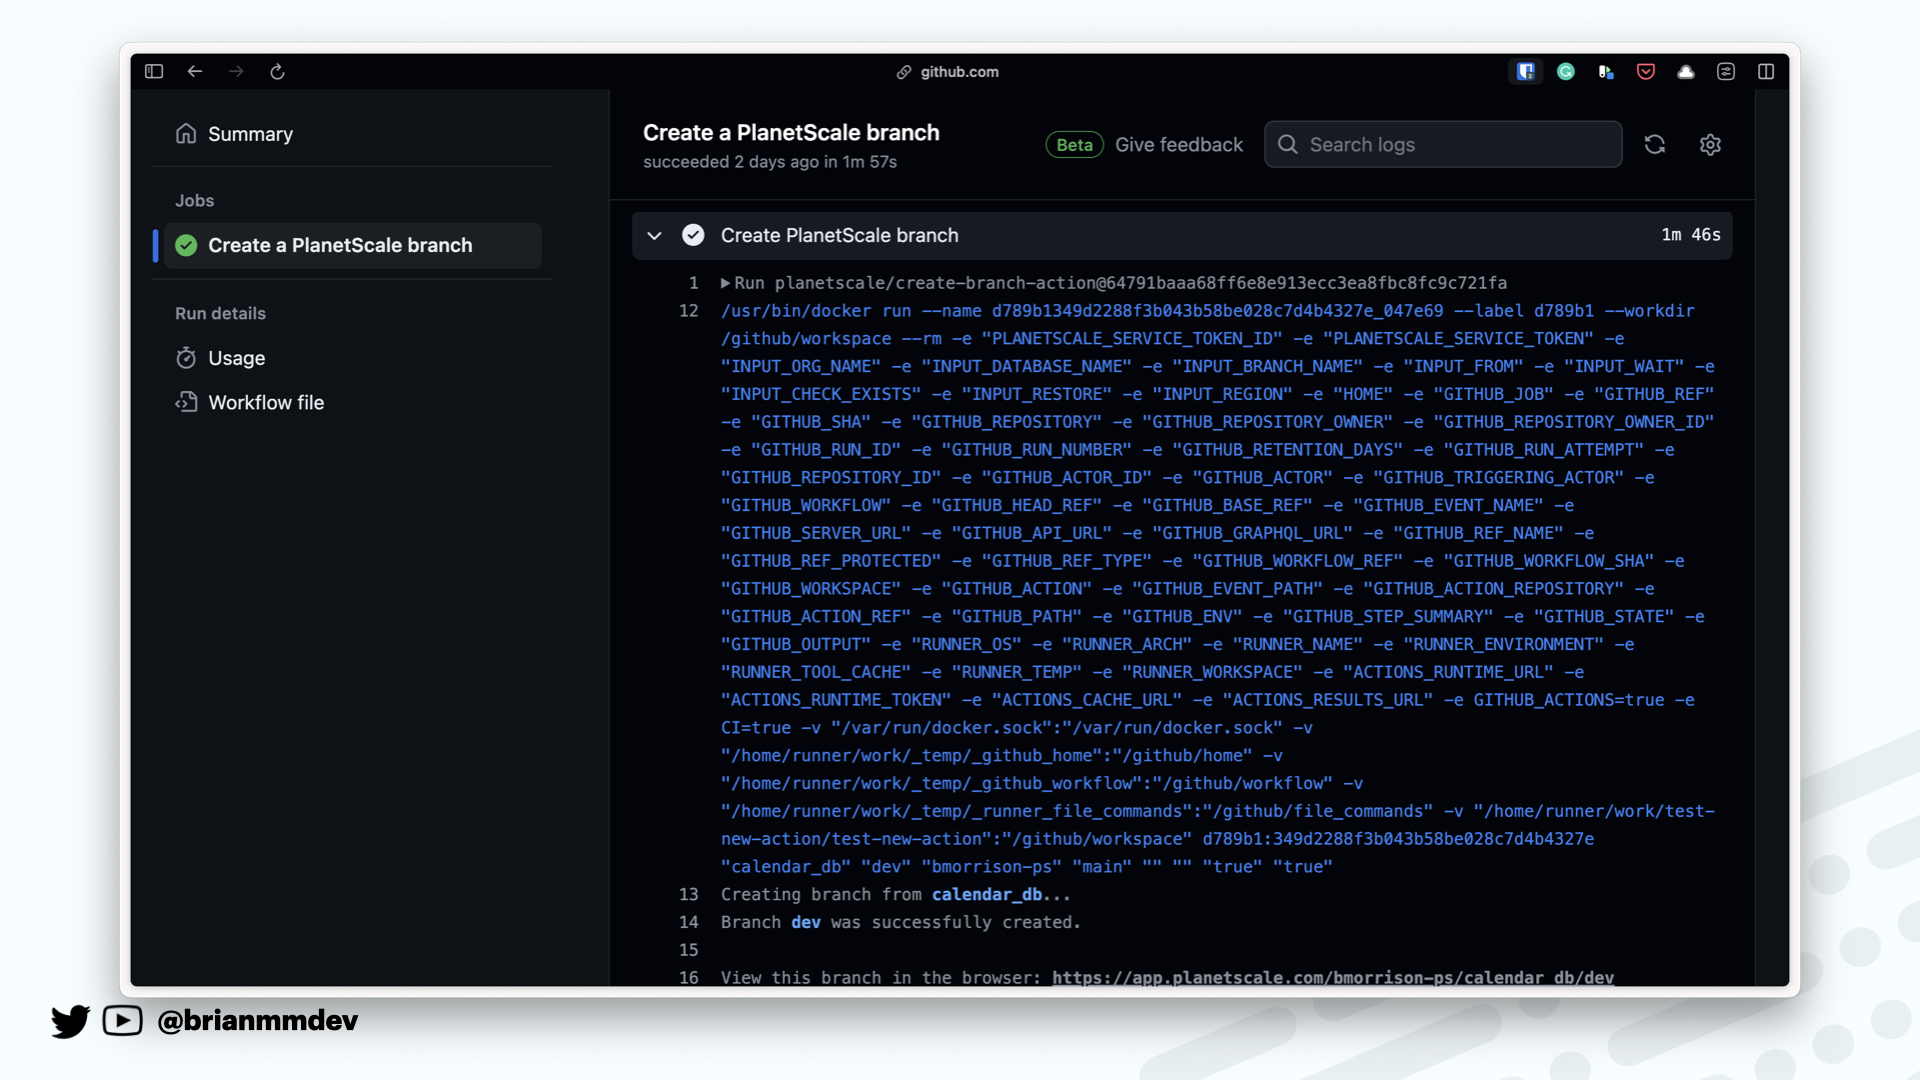 github.com
Summary
Jobs
Create a PlanetScale branch
Run details
Usage
Workflow file
Create a PlanetScale branch
succeeded 2 days ago in 1m 57s
Beta Give feedback
Search logs
Create PlanetScale branch 1m 46s
1 Run planetscale/create-branch-action@64791baaa68ff6e8e913ecc3ea8fbc8fc9c721fa
12 /usr/bin/docker run --name d789b1349d2288f3b043b58be028c7d4b4327e_047e69 --label d789b1 --workdir
/github/workspace --rm -e "PLANETSCALE_SERVICE_TOKEN_ID" -e "PLANETSCALE_SERVICE_TOKEN" -e
"INPUT_ORG_NAME" -e "INPUT_DATABASE_NAME" -e "INPUT_BRANCH_NAME" -e "INPUT_FROM" -e "INPUT_WAIT" -e
"INPUT_CHECK_EXISTS" -e "INPUT_RESTORE" -e "INPUT_REGION" -e "HOME" -e "GITHUB_JOB" -e "GITHUB_REF"
-e "GITHUB_SHA" -e "GITHUB_REPOSITORY" -e "GITHUB_REPOSITORY_OWNER" -e "GITHUB_REPOSITORY_OWNER_ID"
-e "GITHUB_RUN_ID" -e "GITHUB_RUN_NUMBER" -e "GITHUB_RETENTION_DAYS" -e "GITHUB_RUN_ATTEMPT" -e
"GITHUB_REPOSITORY_ID" -e "GITHUB_ACTOR_ID" -e "GITHUB_ACTOR" -e "GITHUB_TRIGGERING_ACTOR" -e
"GITHUB_WORKFLOW" -e "GITHUB_HEAD_REF" -e "GITHUB_BASE_REF" -e "GITHUB_EVENT_NAME" -e
"GITHUB_SERVER_URL" -e "GITHUB_API_URL" -e "GITHUB_GRAPHQL_URL" -e "GITHUB_REF_NAME" -e
"GITHUB_REF_PROTECTED" -e "GITHUB_REF_TYPE" -e "GITHUB_WORKFLOW_REF" -e "GITHUB_WORKFLOW_SHA" -e
"GITHUB_WORKSPACE" -e "GITHUB_ACTION" -e "GITHUB_EVENT_PATH" -e "GITHUB_ACTION_REPOSITORY" -e
"GITHUB_ACTION_REF" -e "GITHUB_PATH" -e "GITHUB_ENV" -e "GITHUB_STEP_SUMMARY" -e "GITHUB_STATE" -e
"GITHUB_OUTPUT" -e "RUNNER_OS" -e "RUNNER_ARCH" -e "RUNNER_NAME" -e "RUNNER_ENVIRONMENT" -e
"RUNNER_TOOL_CACHE" -e "RUNNER_TEMP" -e "RUNNER_WORKSPACE" -e "ACTIONS_RUNTIME_URL" -e
"ACTIONS_RUNTIME_TOKEN" -e "ACTIONS_CACHE_URL" -e "ACTIONS_RESULTS_URL" -e GITHUB_ACTIONS=true -e
CI=true -v "/var/run/docker.sock":"/var/run/docker.sock" -v
"/home/runner/work/_temp/_github_home":"/github/home" -v
"/home/runner/work/_temp/_github_workflow":"/github/workflow" -v
"/home/runner/work/_temp/_runner_file_commands":"/github/file_commands" -v "/home/runner/work/test-
new-action/test-new-action":"/github/workspace" d789b1:349d2288f3b043b58be028c7d4b4327e
"calendar_db" "dev" "bmorrison-ps" "main" "" "" "true" "true"
13 Creating branch from calendar_db...
14 Branch dev was successfully created.
15
16 View this branch in the browser: https://app.planetscale.com/bmorrison-ps/calendar_db/dev
@brianmmdev